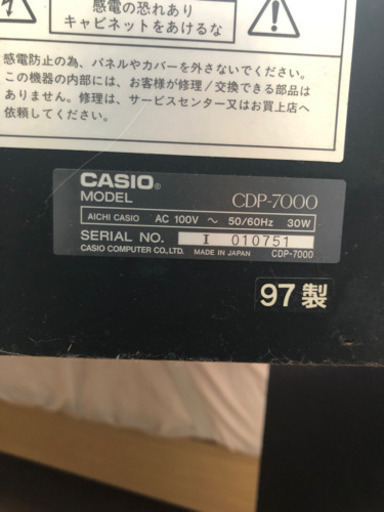 感電の恐れあり
キャビネットをあけるな
感電防止の為、パネルやカバーを外さないでください。
この機器の内部には、お客様が修理/交換できる部品は
ありません。修理は、サービスセンター又はお買上店へ
依頼してください。
CASIO®
MODEL CDP-7000
AICHI CASIO AC 100V ~ 50/60Hz 30W
SERIAL NO. I 010751
CASIO COMPUTER CO.,LTD. MADE IN JAPAN CDP-7000
97製